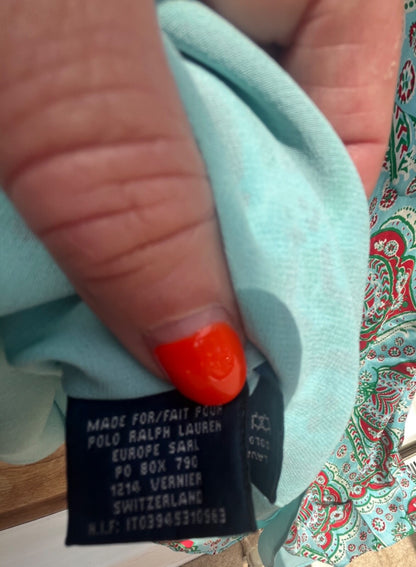 MADE FOR/FAIT POUR
POLO RALPH LAUREN
EUROPE SARL
PO BOX 790
1214 VERNIER
SWITZERLAND
N.I.F: IT03945310563